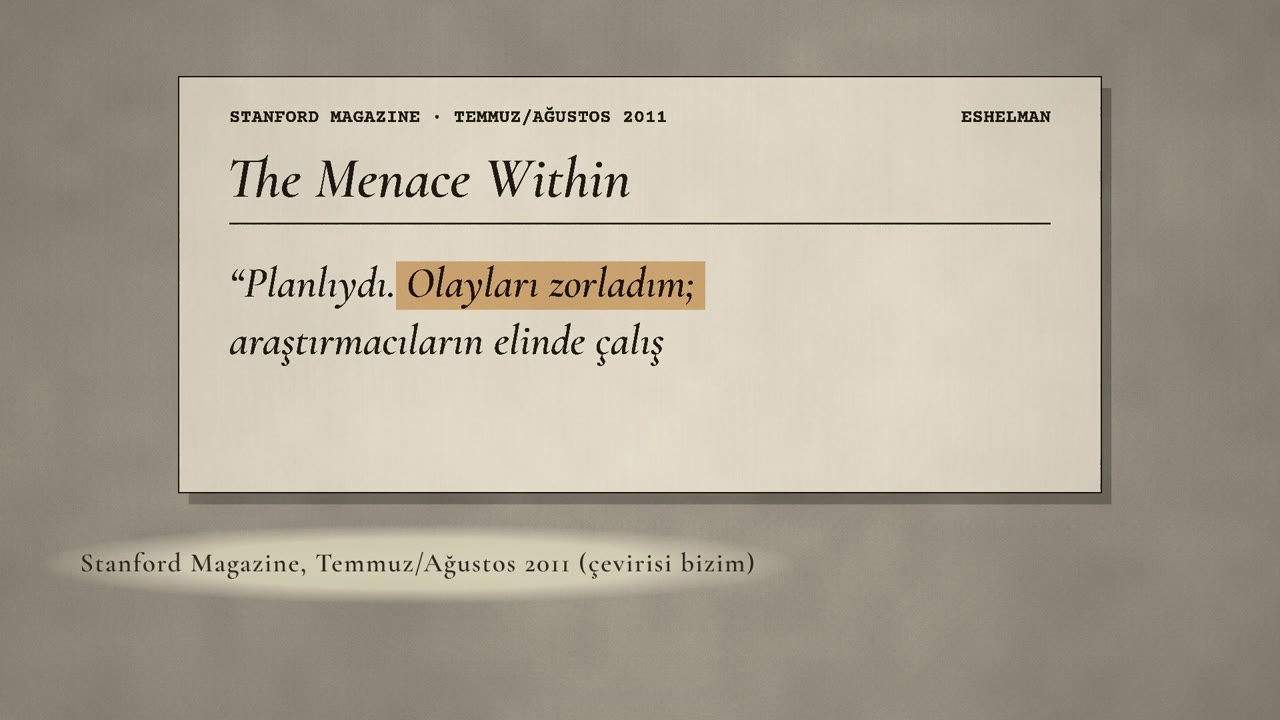 STANFORD MAGAZINE · TEMMUZ/AĞUSTOS 2011 ESHELMAN
The Menace Within
“Planlıydı. Olayları zorladım;
araştırmacıların elinde çalış
Stanford Magazine, Temmuz/Ağustos 2011 (çevirisi bizim)